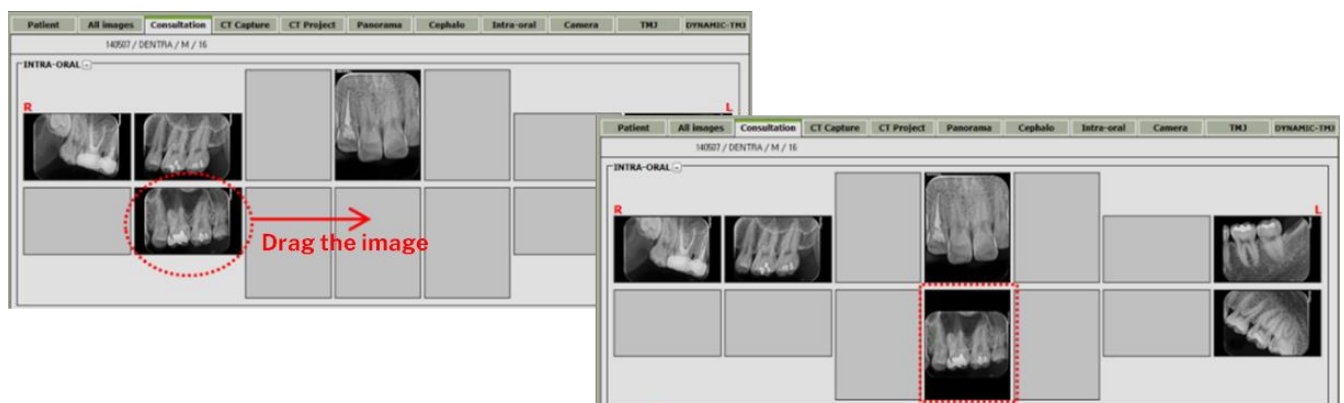 Patient All images Consultation CT Capture CT Project Panorama Cephalo Intra-oral Camera TMJ DYNAMIC-TMJ
140507 / DENTRA / M / 16
INTRA-ORAL
R L
Drag the image
Patient All images Consultation CT Capture CT Project Panorama Cephalo Intra-oral Camera TMJ DYNAMIC-TMJ
140507 / DENTRA / M / 16
INTRA-ORAL
R L